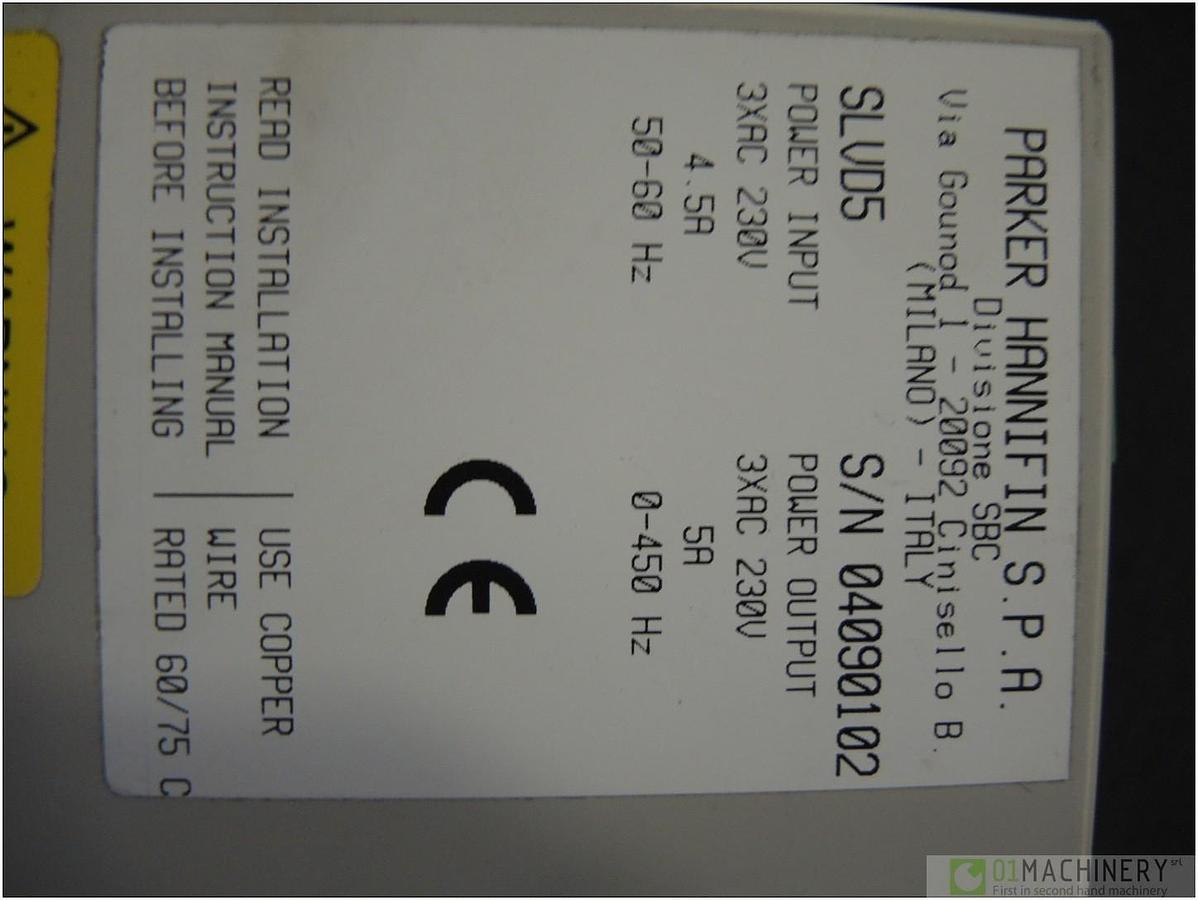 PARKER HANNIFIN S.P.A.
Divisione SBC
Via Gounod 1 - 20092 Cinisello B.
(MILANO) - ITALY
SLVD5 S/N 04090102
POWER INPUT POWER OUTPUT
3XAC 230V 3XAC 230V
4.5A 5A
50-60 Hz 0-450 Hz
CE
READ INSTALLATION USE COPPER
INSTRUCTION MANUAL WIRE
BEFORE INSTALLING RATED 60/75 C
01MACHINERY srl
First in second hand machinery